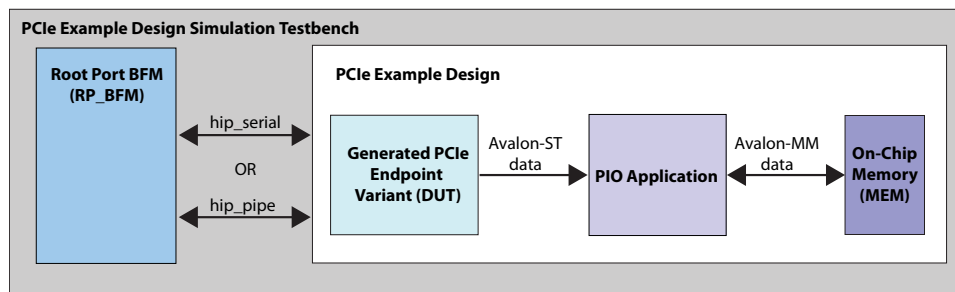 PCIe Example Design Simulation Testbench
Root Port BFM
(RP_BFM)
hip_serial
OR
hip_pipe
PCIe Example Design
Generated PCIe
Endpoint
Variant (DUT)
Avalon-ST
data
PIO Application
Avalon-MM
data
On-Chip
Memory
(MEM)